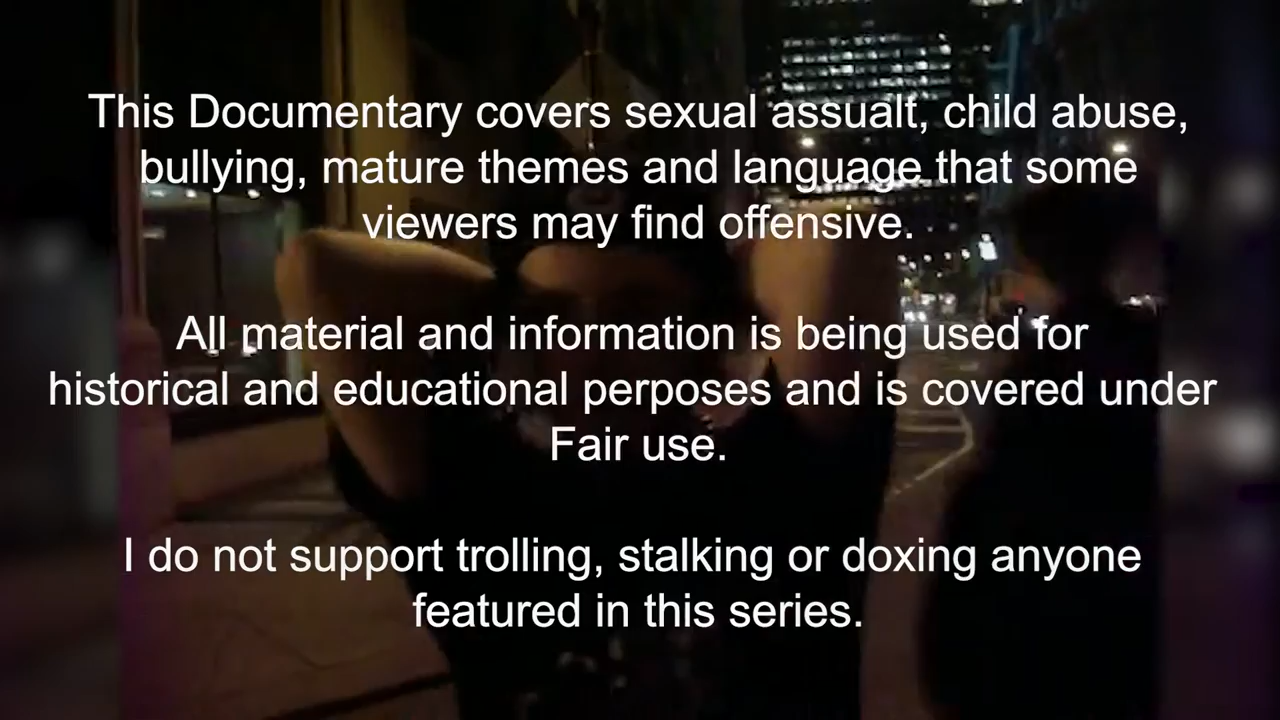 This Documentary covers sexual assualt, child abuse,
bullying, mature themes and language that some
viewers may find offensive.
All material and information is being used for
historical and educational perposes and is covered under
Fair use.
I do not support trolling, stalking or doxing anyone
featured in this series.